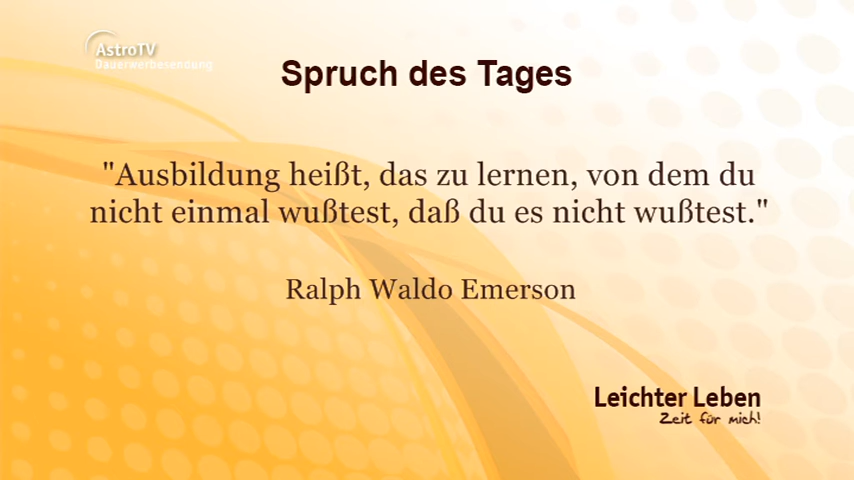 AstroTV
Dauerwerbesendung
Spruch des Tages
"Ausbildung heißt, das zu lernen, von dem du
nicht einmal wußtest, daß du es nicht wußtest."
Ralph Waldo Emerson
Leichter Leben
Zeit für mich!